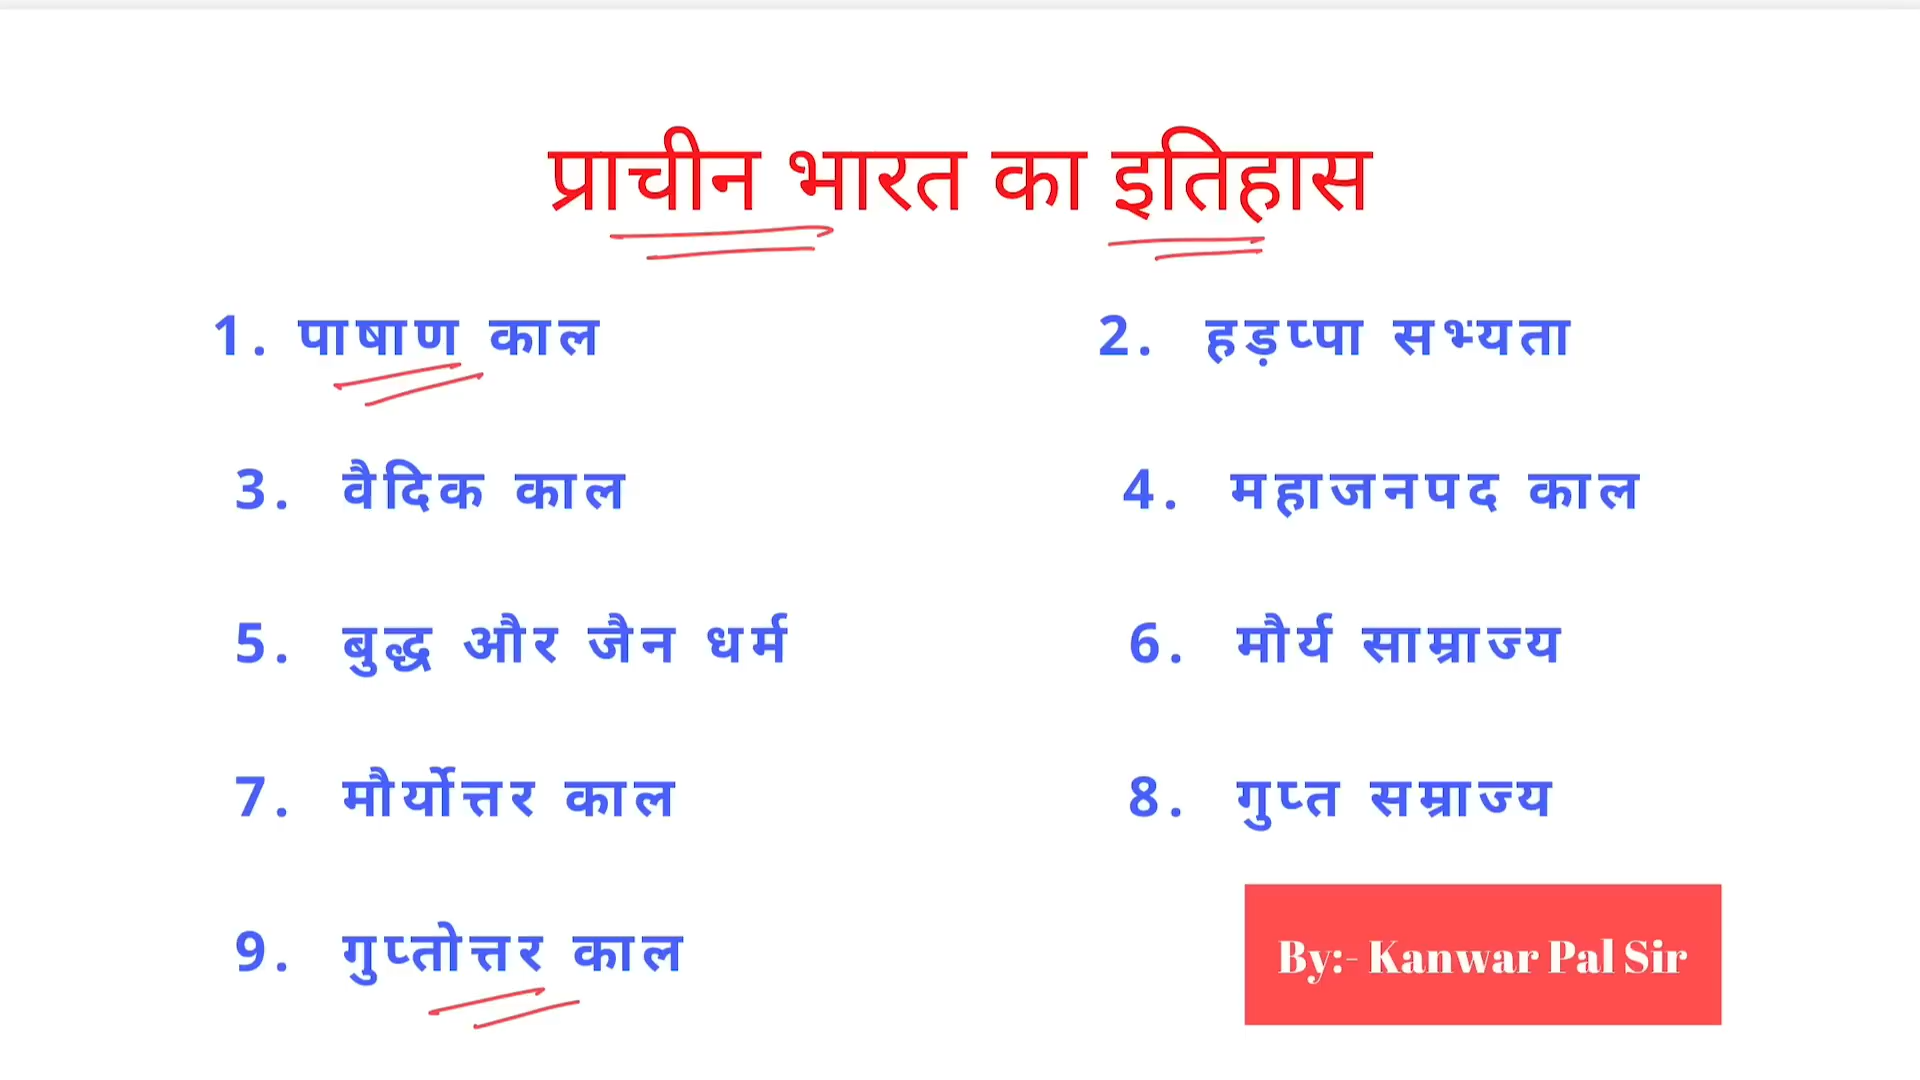 प्राचीन भारत का इतिहास
1. पाषाण काल
2. हड़प्पा सभ्यता
3. वैदिक काल
4. महाजनपद काल
5. बुद्ध और जैन धर्म
6. मौर्य साम्राज्य
7. मौर्योत्तर काल
8. गुप्त सम्राज्य
9. गुप्तोत्तर काल
By:- Kanwar Pal Sir